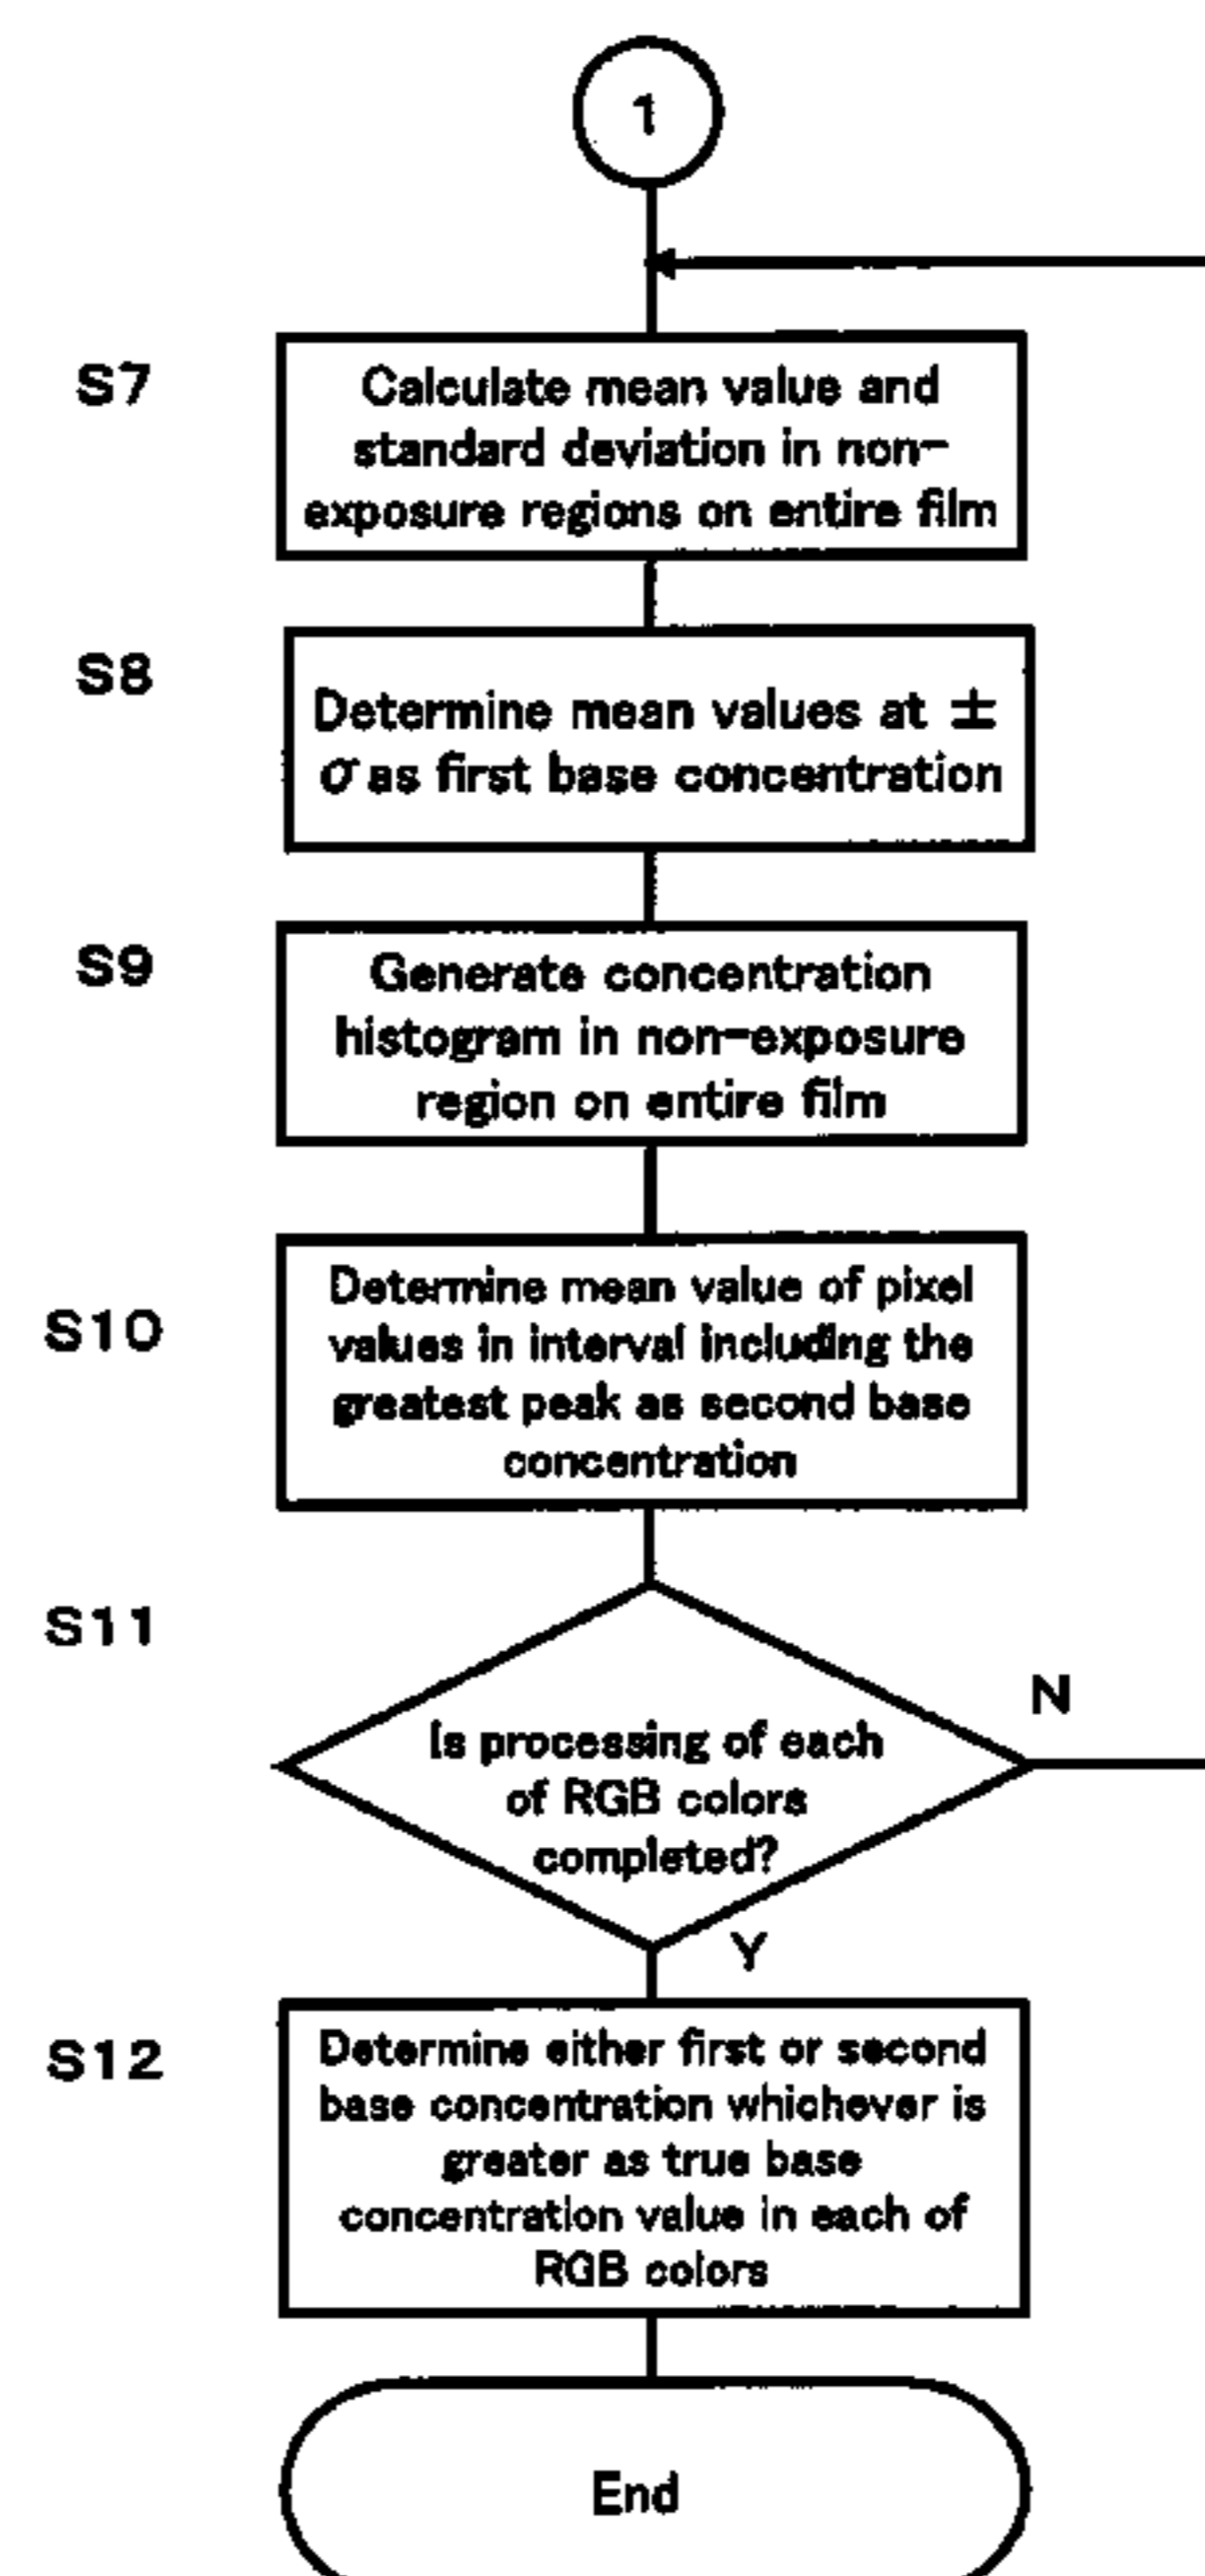 1
S7
Calculate mean value and
standard deviation in non-
exposure regions on entire film
S8
Determine mean values at ±
σ as first base concentration
S9
Generate concentration
histogram in non-exposure
region on entire film
S10
Determine mean value of pixel
values in interval including the
greatest peak as second base
concentration
S11
N
Is processing of each
of RGB colors
completed?
Y
S12
Determine either first or second
base concentration whichever is
greater as true base
concentration value in each of
RGB colors
End